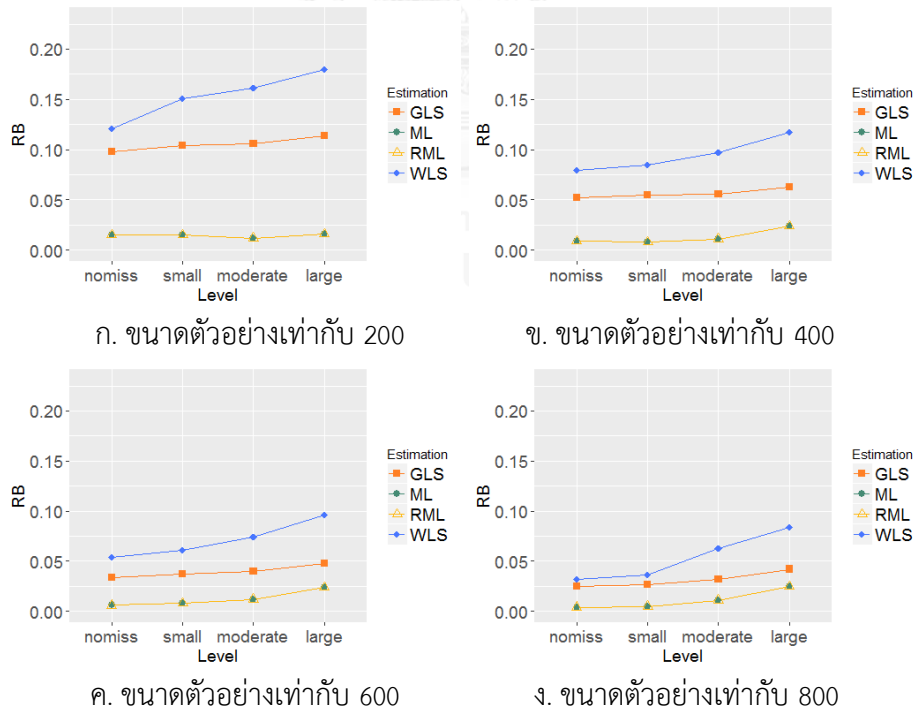 0.20
0.15
0.10
0.05
0.00
RB
nomiss small moderate large
Level
Estimation
GLS
ML
RML
WLS
ก. ขนาดตัวอย่างเท่ากับ 200
0.20
0.15
0.10
0.05
0.00
RB
nomiss small moderate large
Level
Estimation
GLS
ML
RML
WLS
ข. ขนาดตัวอย่างเท่ากับ 400
0.20
0.15
0.10
0.05
0.00
RB
nomiss small moderate large
Level
Estimation
GLS
ML
RML
WLS
ค. ขนาดตัวอย่างเท่ากับ 600
0.20
0.15
0.10
0.05
0.00
RB
nomiss small moderate large
Level
Estimation
GLS
ML
RML
WLS
ง. ขนาดตัวอย่างเท่ากับ 800